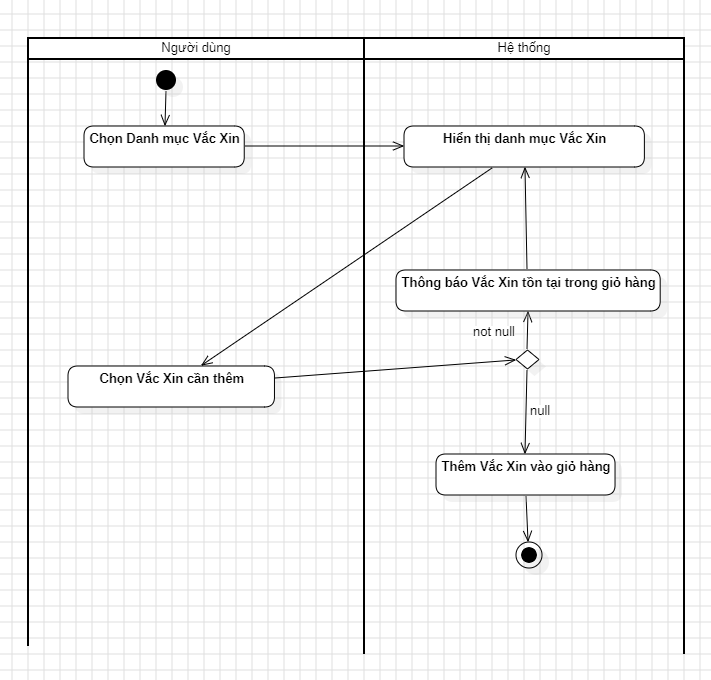 Người dùng
Hệ thống
Chọn Danh mục Vắc Xin
Hiển thị danh mục Vắc Xin
Thông báo Vắc Xin tồn tại trong giỏ hàng
not null
Chọn Vắc Xin cần thêm
null
Thêm Vắc Xin vào giỏ hàng